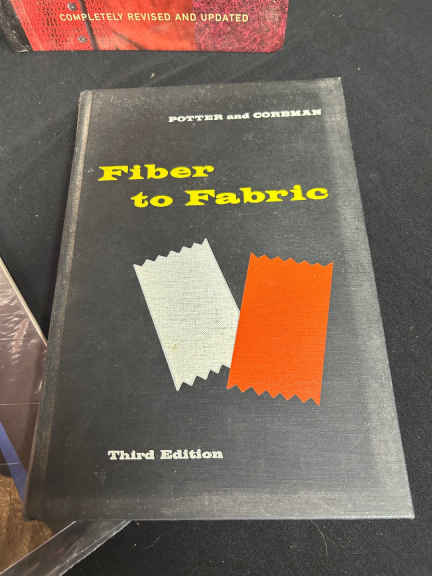 COMPLETELY REVISED AND UPDATED
POTTER and CORBMAN
Fiber
to Fabric
Third Edition